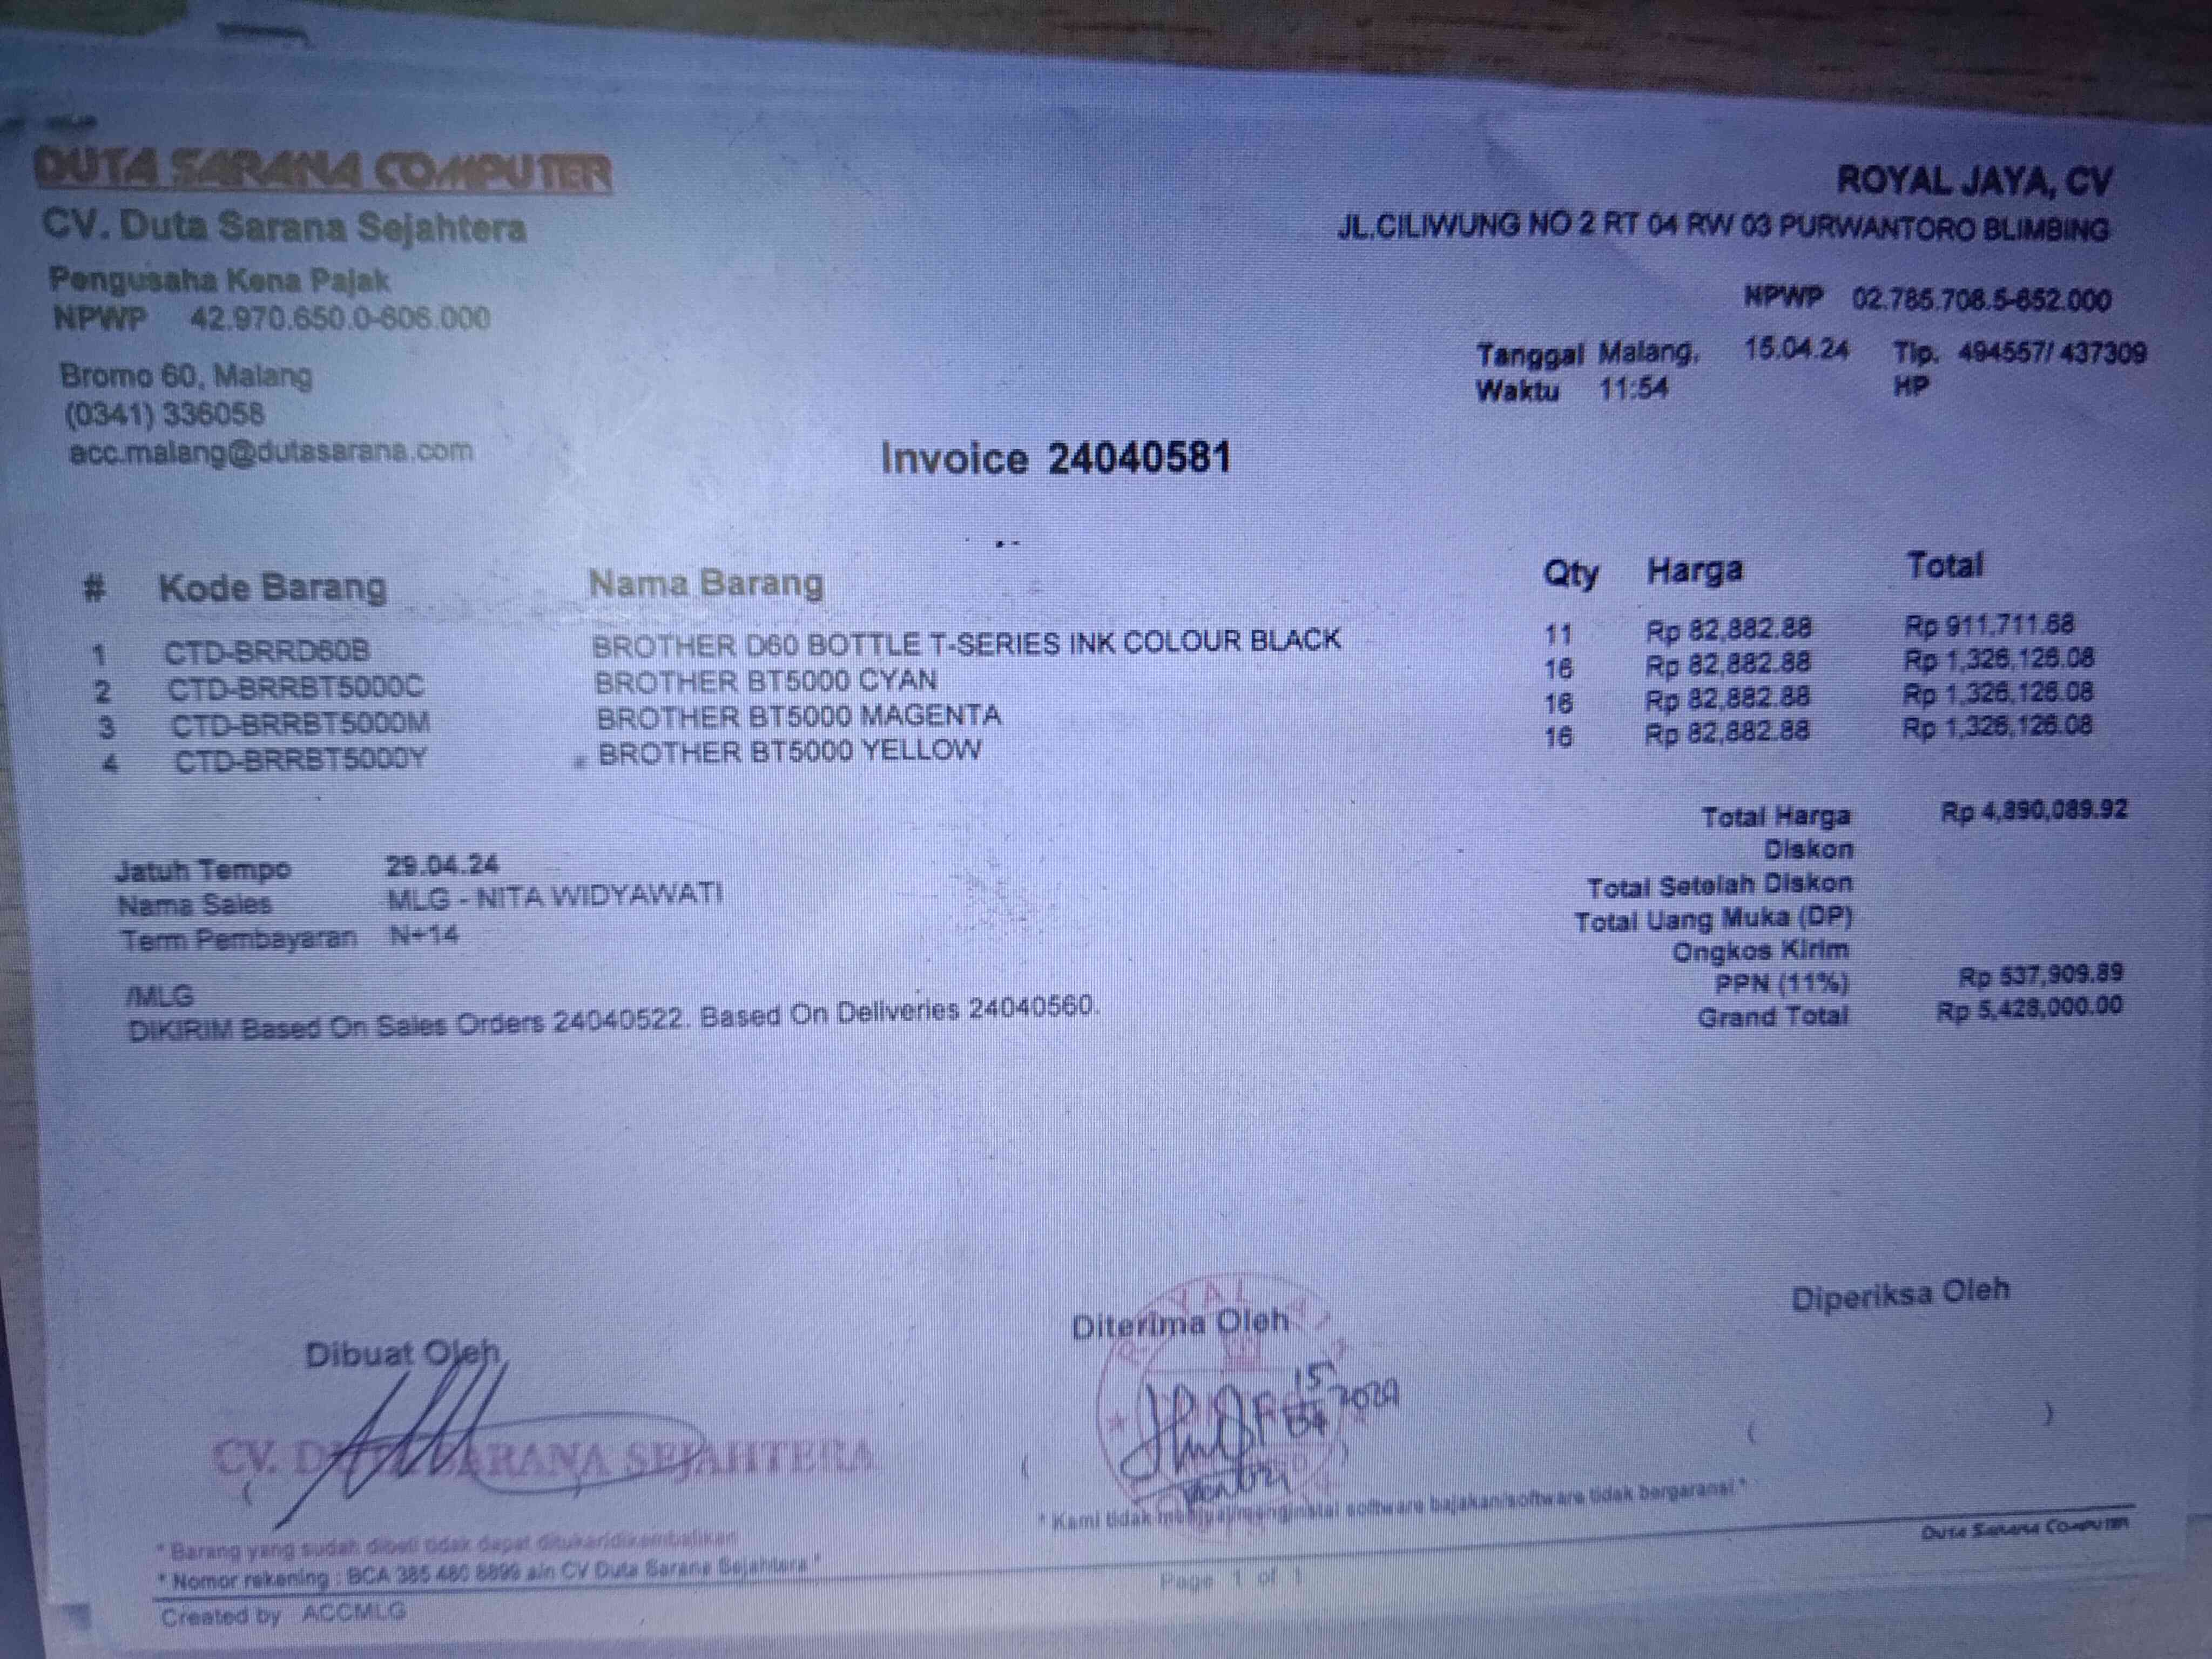 DUTA SARANA COMPUTER
CV. Duta Sarana Sejahtera
Pengusaha Kena Pajak
NPWP 42.970.650.0-606.000
Bromo 60, Malang
(0341) 336058
acc.malang@dutasarana.com
ROYAL JAYA, CV
JL.CILIWUNG NO 2 RT 04 RW 03 PURWANTORO BLIMBING
NPWP 02.785.708.5-652.000
Tanggal Malang, 15.04.24 Tlp. 494557/ 437309
Waktu 11:54 HP
Invoice 24040581
# Kode Barang Nama Barang Qty Harga Total
1 CTD-BRRD60B BROTHER D60 BOTTLE T-SERIES INK COLOUR BLACK 11 Rp 82,882.88 Rp 911,711.68
2 CTD-BRRBT5000C BROTHER BT5000 CYAN 16 Rp 82,882.88 Rp 1,326,126.08
3 CTD-BRRBT5000M BROTHER BT5000 MAGENTA 16 Rp 82,882.88 Rp 1,326,126.08
4 CTD-BRRBT5000Y BROTHER BT5000 YELLOW 16 Rp 82,882.88 Rp 1,326,126.08
Total Harga Rp 4,890,089.92
Diskon
Total Setelah Diskon
Total Uang Muka (DP)
Ongkos Kirim
PPN (11%) Rp 537,909.89
Grand Total Rp 5,428,000.00
Jatuh Tempo 29.04.24
Nama Sales MLG - NITA WIDYAWATI
Term Pembayaran N+14
/MLG
DIKIRIM Based On Sales Orders 24040522. Based On Deliveries 24040560.
Dibuat Oleh
Diterima Oleh
Diperiksa Oleh
CV. DUTA SARANA SEJAHTERA
15
2024
* Barang yang sudah dibeli tidak dapat ditukar/dikembalikan
* Nomor rekening : BCA 385 480 8899 a/n CV Duta Sarana Sejahtera *
* Kami tidak menjual/menginstal software bajakan/software tidak bergaransi *
DUTA SARANA COMPUTER
Created by ACCMLG
Page 1 of 1